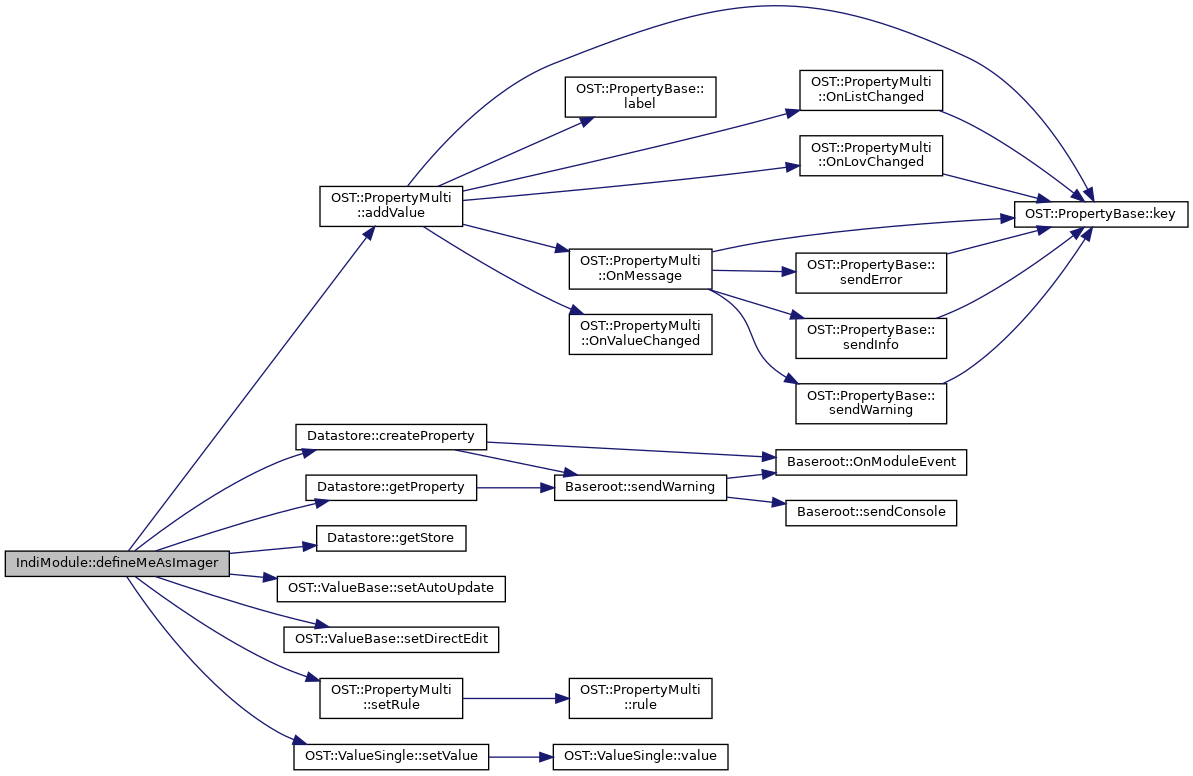 OST::PropertyBase::
label
OST::PropertyMulti
::OnListChanged
OST::PropertyMulti
::OnLovChanged
OST::PropertyMulti
::addValue
OST::PropertyBase::key
OST::PropertyMulti
::OnMessage
OST::PropertyBase::
sendError
OST::PropertyMulti
::OnValueChanged
OST::PropertyBase::
sendInfo
OST::PropertyBase::
sendWarning
Datastore::createProperty
Baseroot::OnModuleEvent
Datastore::getProperty
Baseroot::sendWarning
Baseroot::sendConsole
Datastore::getStore
IndiModule::defineMeAsImager
OST::ValueBase::setAutoUpdate
OST::ValueBase::setDirectEdit
OST::PropertyMulti
::setRule
OST::PropertyMulti
::rule
OST::ValueSingle::setValue
OST::ValueSingle::value